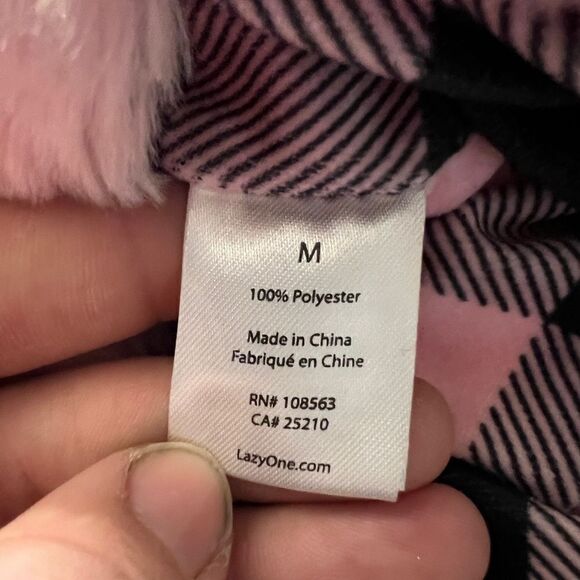 M
100% Polyester
Made in China
Fabriqué en Chine
RN# 108563
CA# 25210
LazyOne.com